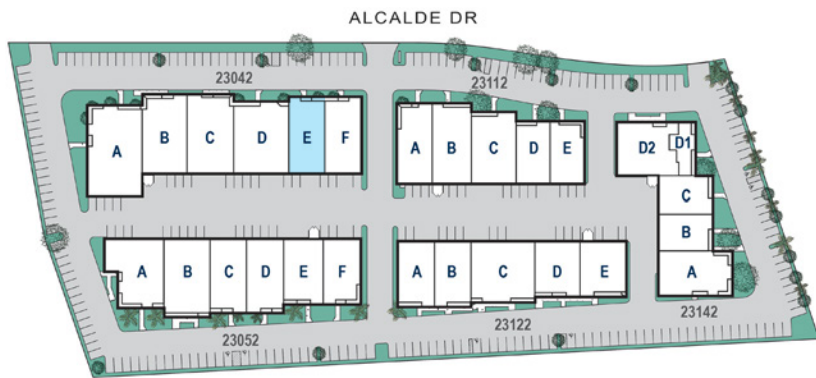 ALCALDE DR
23042
23112
A B C D E F
A B C D E
D2 D1
C
B
A
A B C D E F
A B C D E
23052
23122
23142